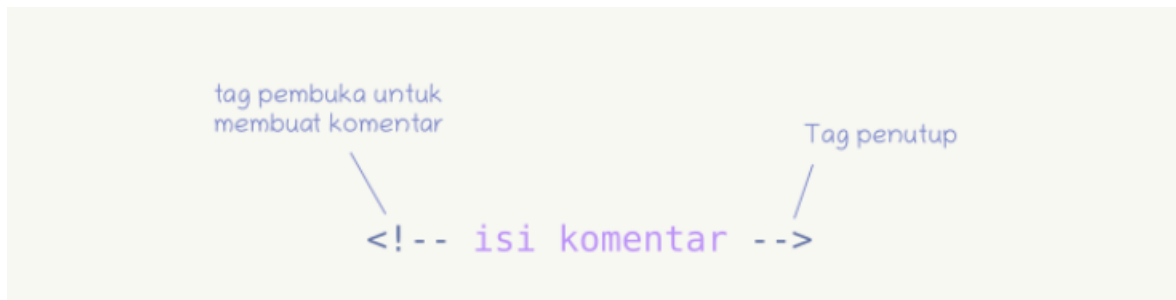 tag pembuka untuk
membuat komentar
Tag penutup
<!-- isi komentar -->